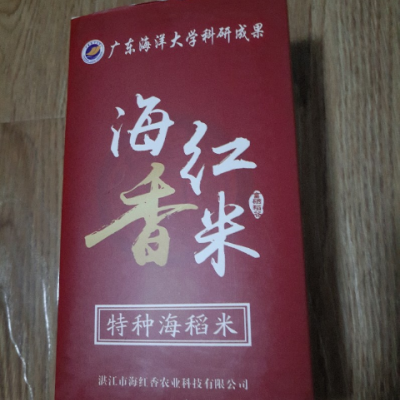 广东海洋大学科研成果
海红
香米
特种海稻米
湛江市海红香农业科技有限公司